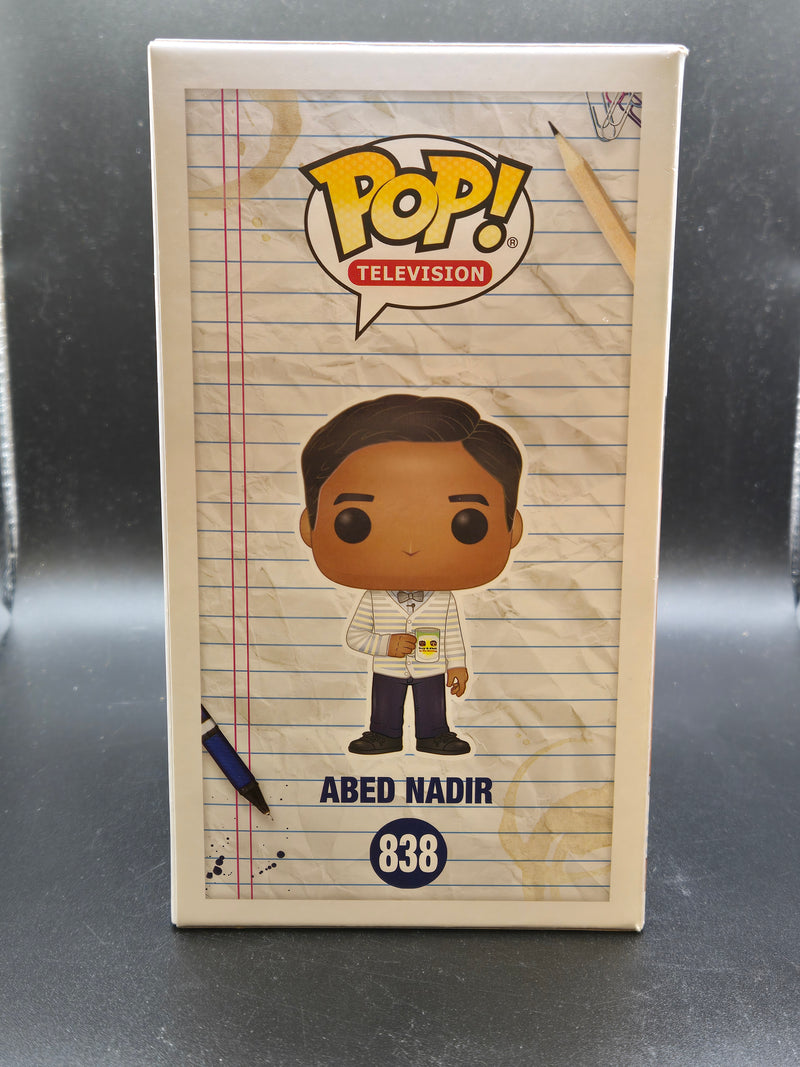 POP!®
TELEVISION
ABED NADIR
838